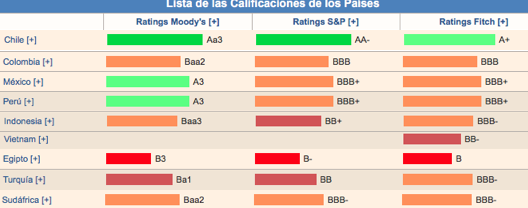 Lista de las Calificaciones de los Países
Ratings Moody's [+] Ratings S&P [+] Ratings Fitch [+]
Chile [+] Aa3 AA- A+
Colombia [+] Baa2 BBB BBB
México [+] A3 BBB+ BBB+
Perú [+] A3 BBB+ BBB+
Indonesia [+] Baa3 BB+ BBB-
Vietnam [+] BB-
Egipto [+] B3 B- B
Turquía [+] Ba1 BB BBB-
Sudáfrica [+] Baa2 BBB- BBB-